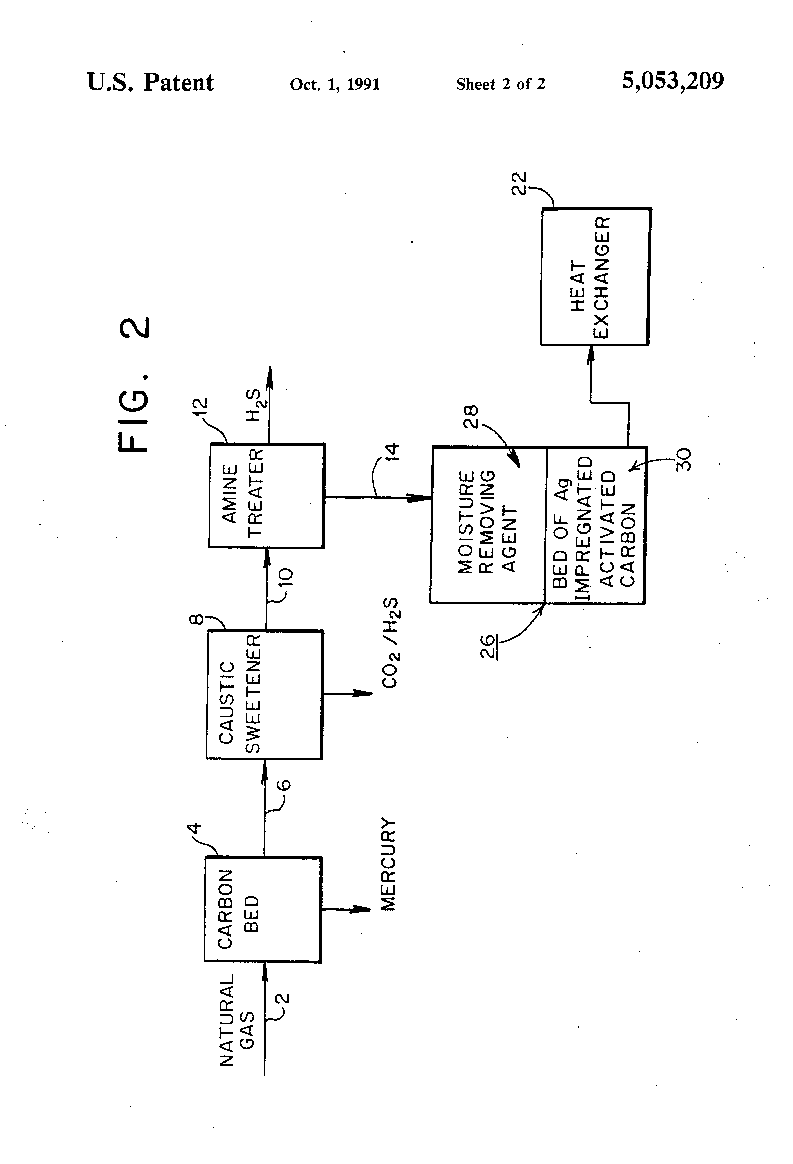 U.S. Patent Oct. 1, 1991 Sheet 2 of 2 5,053,209
FIG. 2
NATURAL
GAS
2
CARBON
BED
4
MERCURY
6
CAUSTIC
SWEETENER
8
CO2/H2S
10
AMINE
TREATER
12
H2S
14
MOISTURE
REMOVING
AGENT
28
BED OF Ag
IMPREGNATED
ACTIVATED
CARBON
30
26
HEAT
EXCHANGER
22